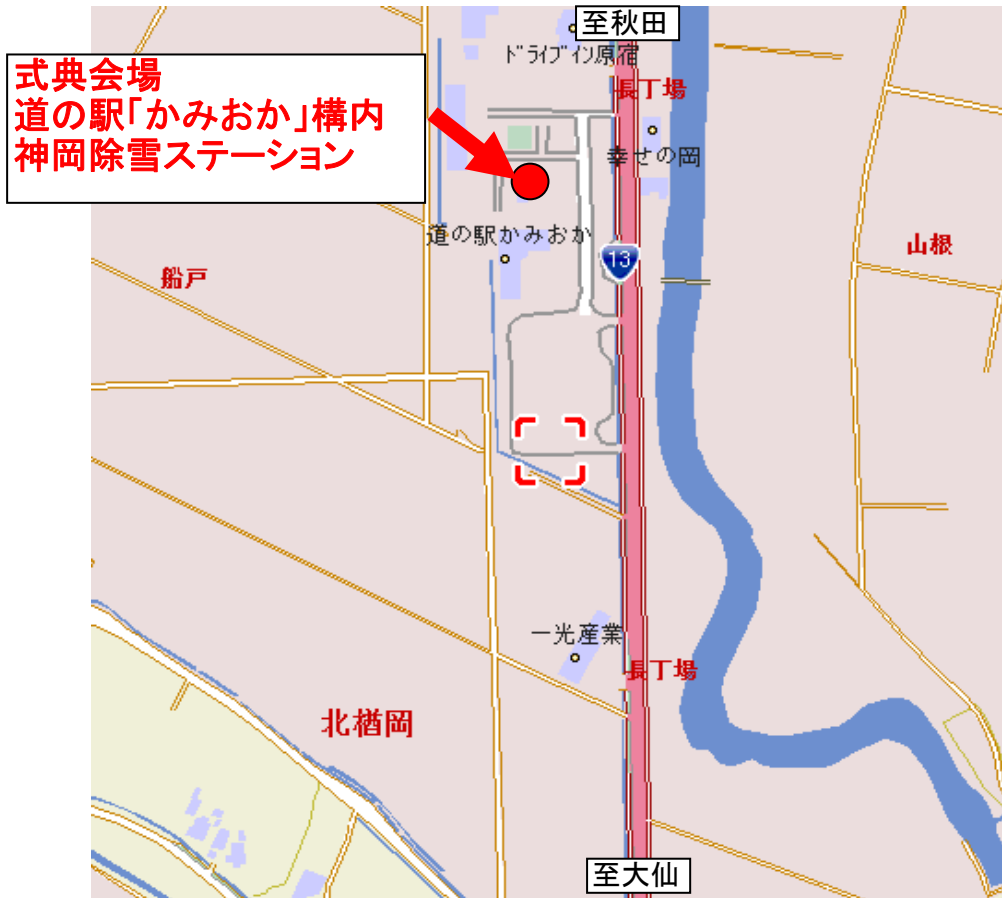 至秋田
ドライブイン原宿
式典会場
道の駅「かみおか」構内
神岡除雪ステーション
長丁場
幸せの岡
道の駅かみおか
山根
13
船戸
一光産業
長丁場
北楢岡
至大仙